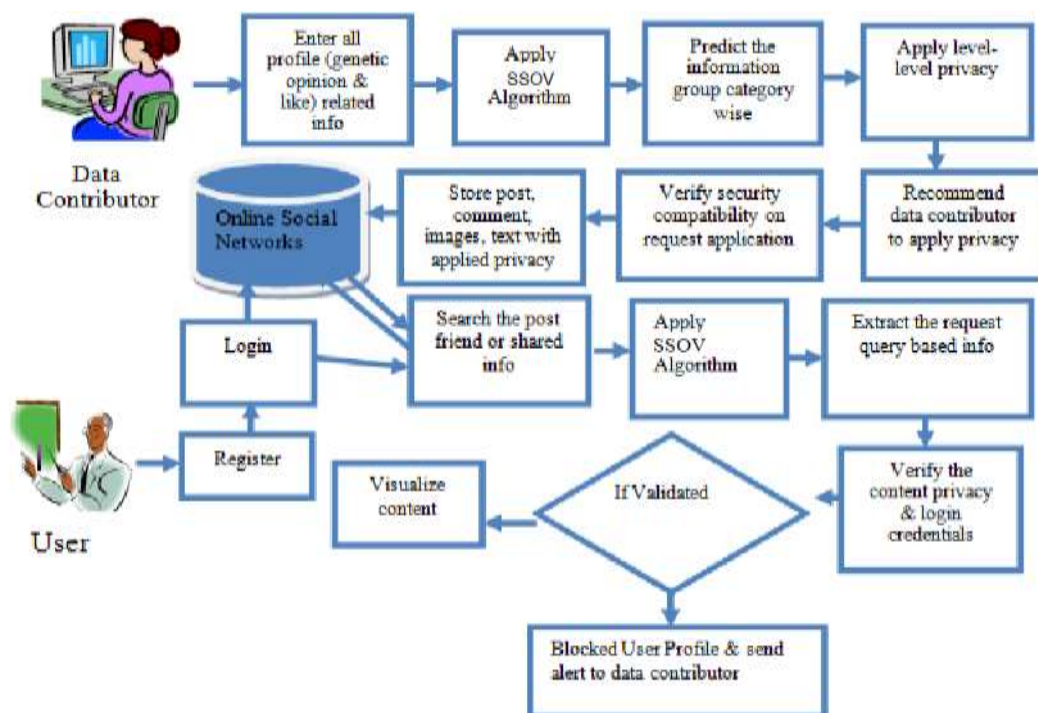 Enter all
profile (genetic
opinion &
like) related
info
Apply
SSOV
Algorithm
Predict the
information
group category
wise
Apply level-
level privacy
Data
Contributor
Online Social
Networks
Store post,
comment,
images, text with
applied privacy
Verify security
compatibility on
request application
Recommend
data contributor
to apply privacy
Login
Search the post
friend or shared
info
Apply
SSOV
Algorithm
Extract the request
query based info
User
Register
Visualize
content
If Validated
Verify the
content privacy
& login
credentials
Blocked User Profile & send
alert to data contributor